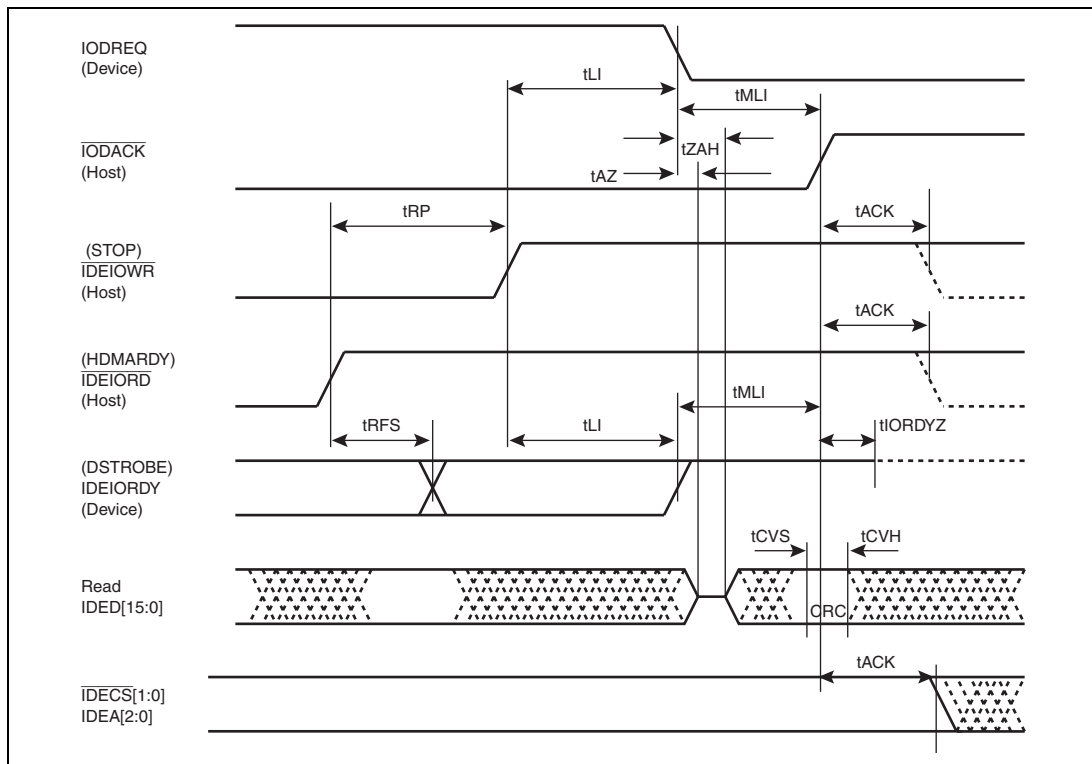 IODREQ
(Device)
tLI
tMLI
IODACK
(Host)
tZAH
tAZ
tRP
tACK
(STOP)
IDEIOWR
(Host)
tACK
(HDMARDY)
IDEIORD
(Host)
tMLI
tRFS
tLI
tIORDYZ
(DSTROBE)
IDEIORDY
(Device)
tCVS
tCVH
Read
IDED[15:0]
CRC
tACK
IDECS[1:0]
IDEA[2:0]